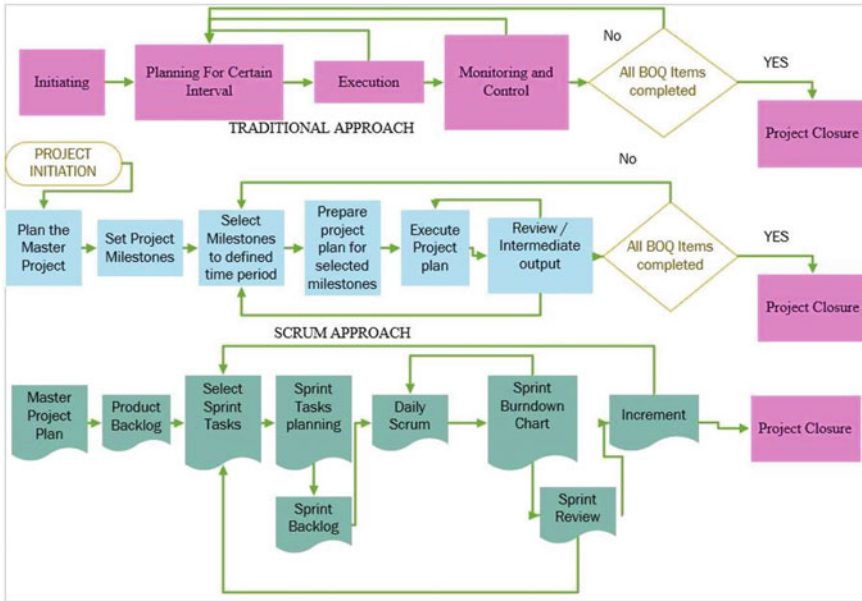 No
Initiating
Planning For Certain
Interval
Execution
Monitoring and
Control
All BOQ Items
completed
YES
TRADITIONAL APPROACH
Project Closure
PROJECT
INITIATION
No
Plan the
Master
Project
Set Project
Milestones
Select
Milestones
to defined
time period
Prepare
project
plan for
selected
milestones
Execute
Project
plan
Review /
Intermediate
output
All BOQ Items
completed
YES
Project Closure
SCRUM APPROACH
Master
Project
Plan
Product
Backlog
Select
Sprint
Tasks
Sprint
Tasks
planning
Sprint
Backlog
Daily
Scrum
Sprint
Burndown
Chart
Sprint
Review
Increment
Project Closure